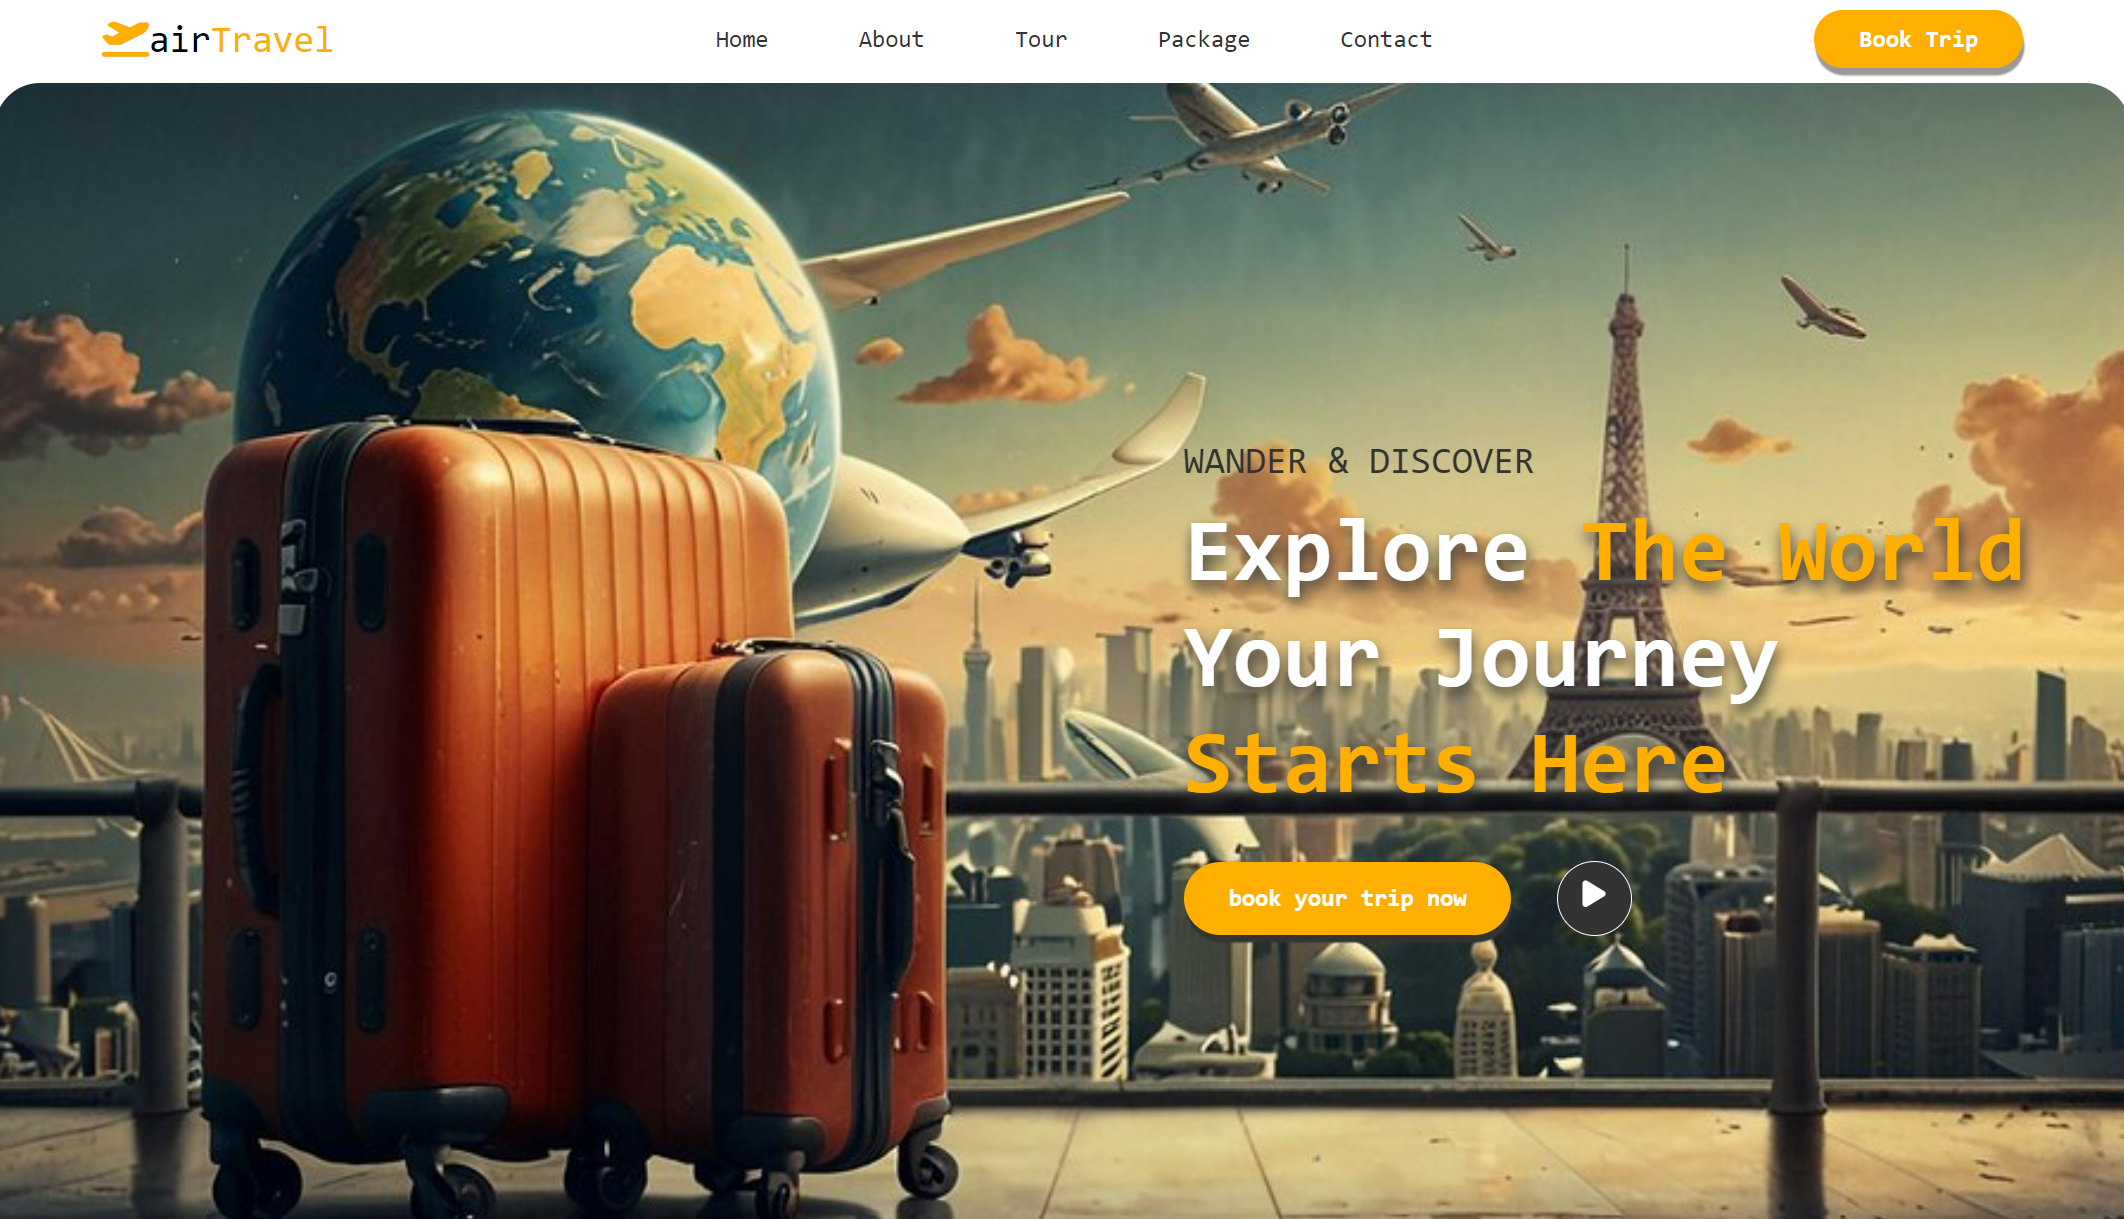 airTravel
Home About Tour Package Contact
Book Trip
WANDER & DISCOVER
Explore The World
Your Journey
Starts Here
book your trip now